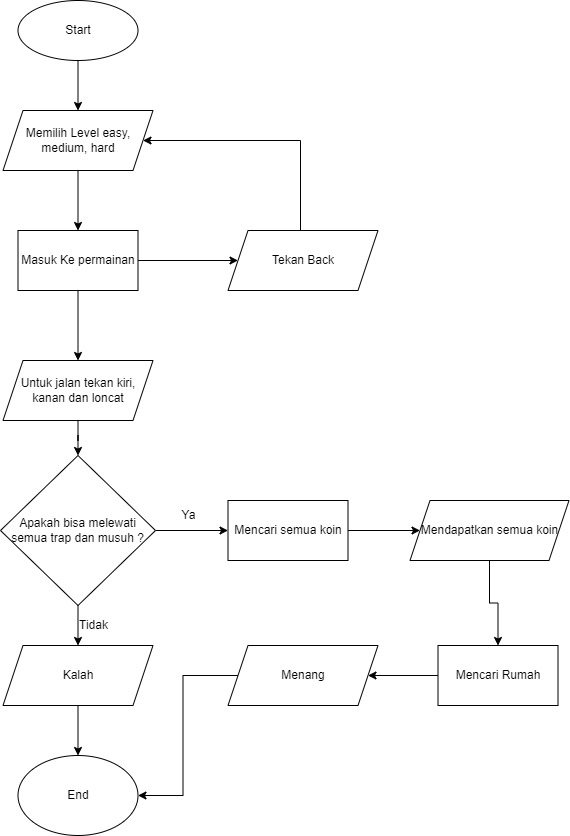 Start
Memilih Level easy,
medium, hard
Masuk Ke permainan
Tekan Back
Untuk jalan tekan kiri,
kanan dan loncat
Apakah bisa melewati
semua trap dan musuh ?
Ya
Mencari semua koin
Mendapatkan semua koin
Tidak
Kalah
Menang
Mencari Rumah
End